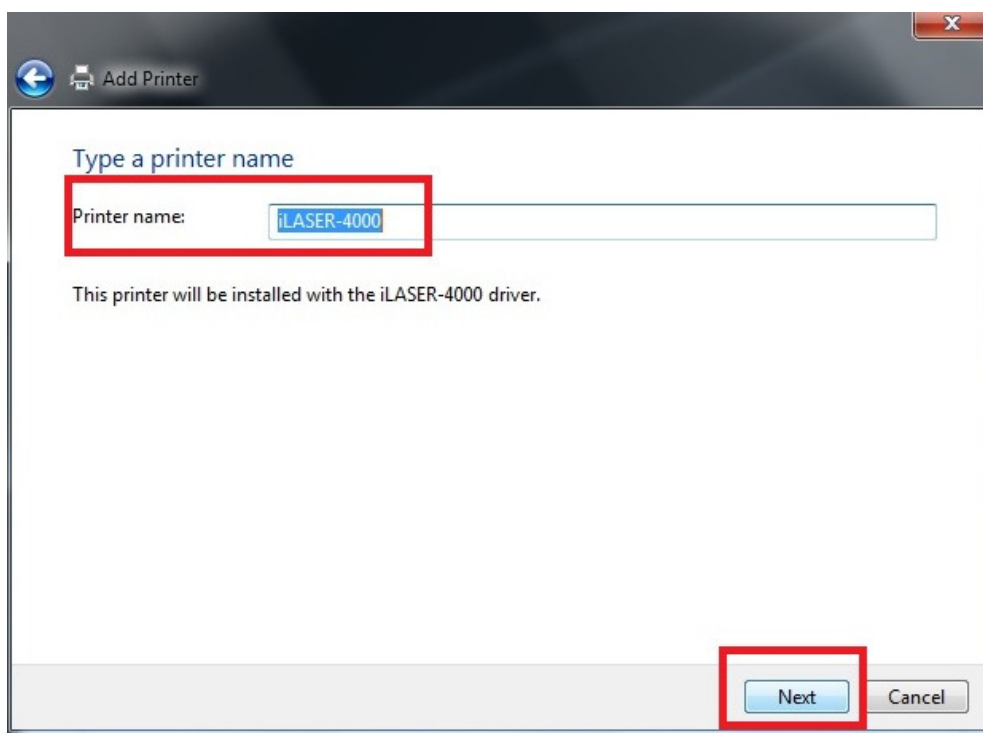 Add Printer
Type a printer name
Printer name: iLASER-4000
This printer will be installed with the iLASER-4000 driver.
Next Cancel